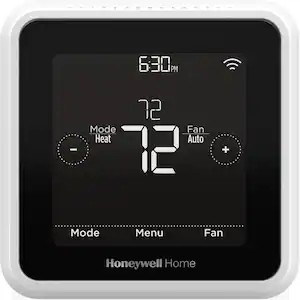 6:30PM
72
Mode Fan
Heat 72 Auto
- +
Mode Menu Fan
Honeywell Home